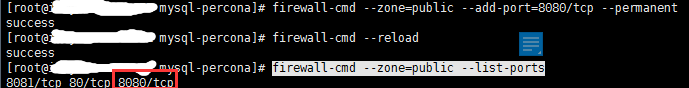 [root@i mysql-percona]# firewall-cmd --zone=public --add-port=8080/tcp --permanent
success
[root@ mysql-percona]# firewall-cmd --reload
success
[root@i mysql-percona]# firewall-cmd --zone=public --list-ports
8081/tcp 80/tcp 8080/tcp